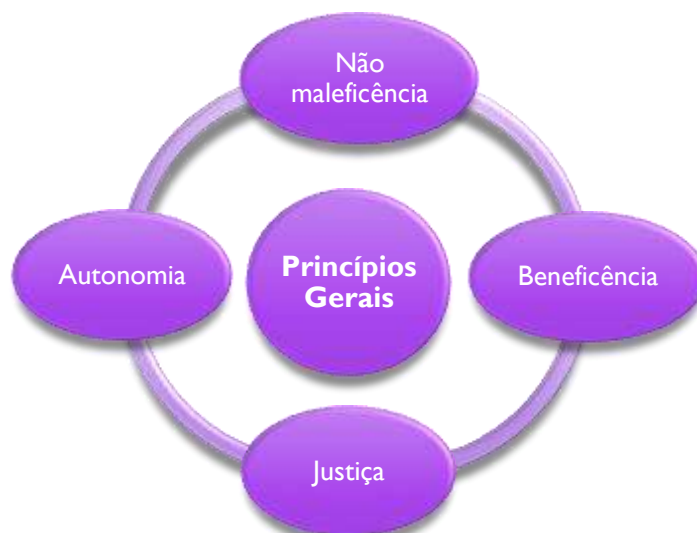 Não
maleficência
Autonomia
Princípios
Gerais
Beneficência
Justiça